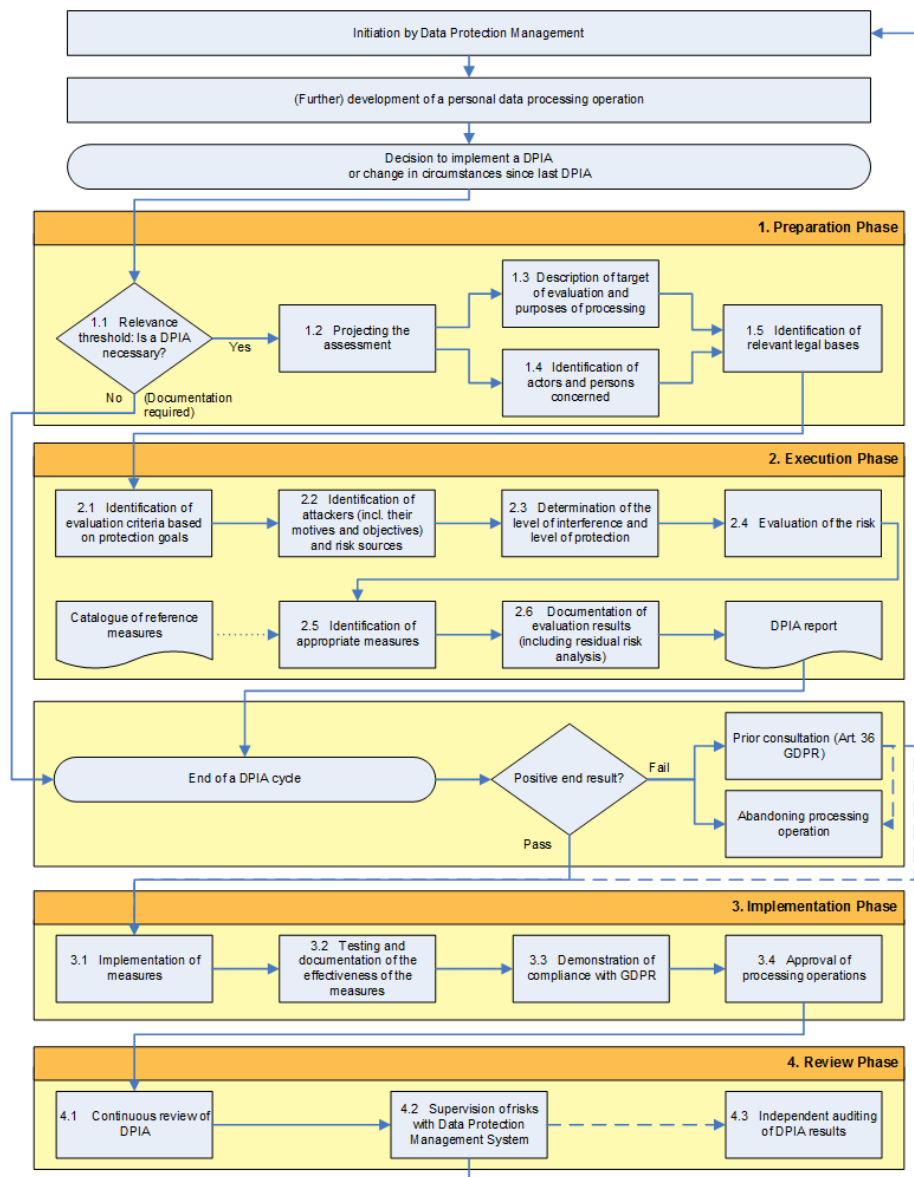 Initiation by Data Protection Management
(Further) development of a personal data processing operation
Decision to implement a DPIA
or change in circumstances since last DPIA
1. Preparation Phase
1.1 Relevance
threshold: Is a DPIA
necessary?
Yes
No
(Documentation
required)
1.2 Projecting the
assessment
1.3 Description of target
of evaluation and
purposes of processing
1.4 Identification of
actors and persons
concerned
1.5 Identification of
relevant legal bases
2. Execution Phase
2.1 Identification of
evaluation criteria based
on protection goals
2.2 Identification of
attackers (incl. their
motives and objectives)
and risk sources
2.3 Determination of the
level of interference and
level of protection
2.4 Evaluation of the risk
Catalogue of reference
measures
2.5 Identification of
appropriate measures
2.6 Documentation of
evaluation results
(including residual risk
analysis)
DPIA report
End of a DPIA cycle
Positive end result?
Fail
Pass
Prior consultation (Art. 36
GDPR)
Abandoning processing
operation
3. Implementation Phase
3.1 Implementation of
measures
3.2 Testing and
documentation of the
effectiveness of the
measures
3.3 Demonstration of
compliance with GDPR
3.4 Approval of
processing operations
4. Review Phase
4.1 Continuous review of
DPIA
4.2 Supervision of risks
with Data Protection
Management System
4.3 Independent auditing
of DPIA results